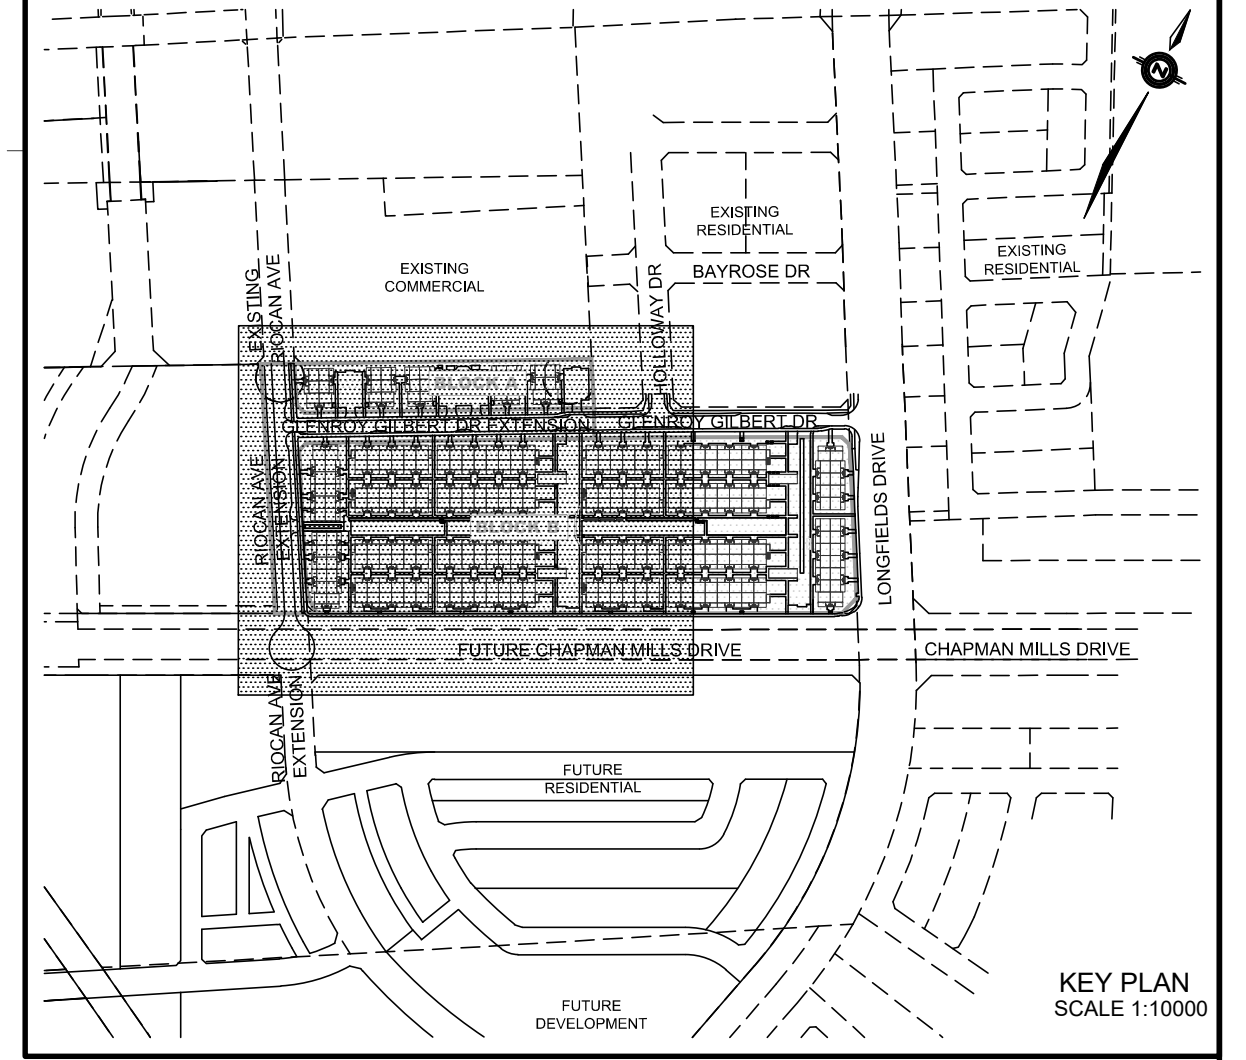 N
EXISTING
RESIDENTIAL
EXISTING
RESIDENTIAL
EXISTING
COMMERCIAL
BAYROSE DR
HOLLOWAY DR
EXISTING
RIOCAN AVE
BLOCK A
GLENROY GILBERT DR EXTENSION
GLENROY GILBERT DR
RIOCAN AVE
EXTENSION
BLOCK B
LONGFIELDS DRIVE
FUTURE CHAPMAN MILLS DRIVE
CHAPMAN MILLS DRIVE
RIOCAN AVE
EXTENSION
FUTURE
RESIDENTIAL
KEY PLAN
SCALE 1:10000
FUTURE
DEVELOPMENT